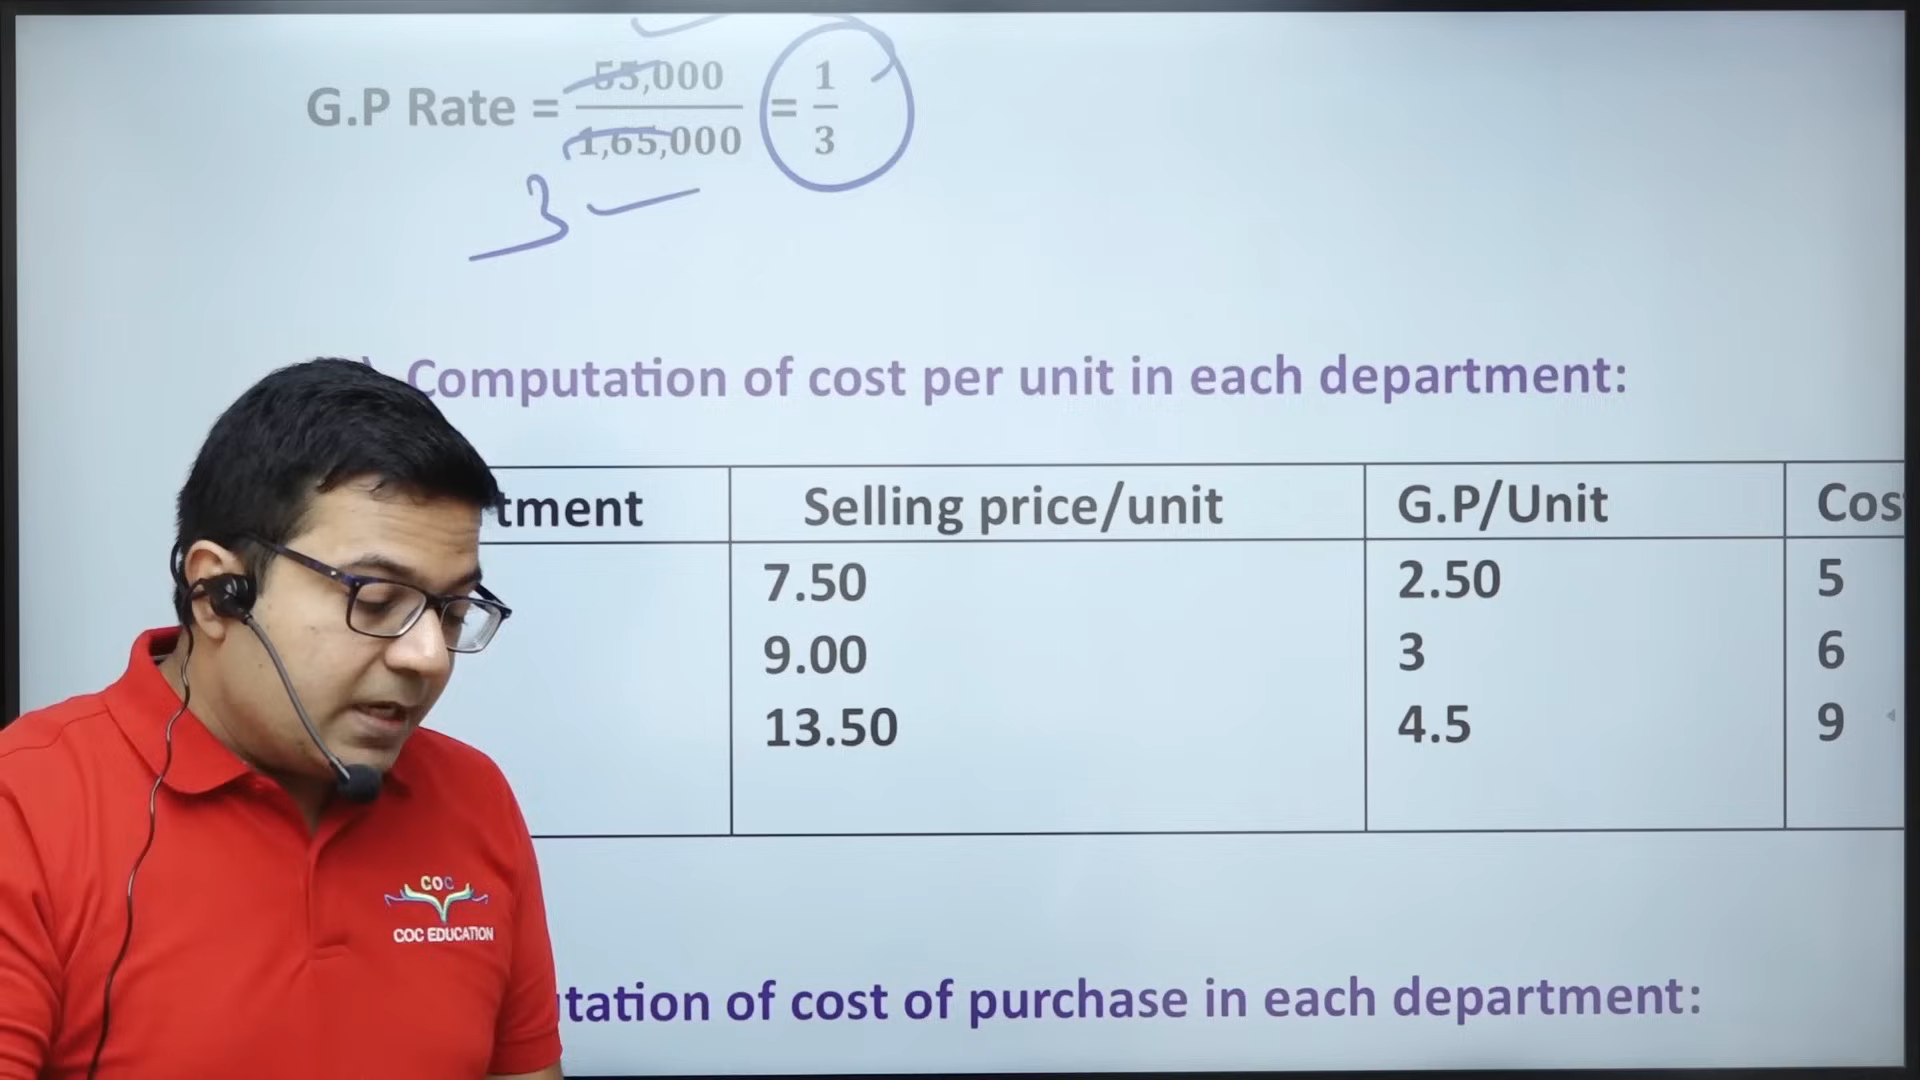 55,000
G.P Rate = = 1
1,65,000 3
3
Computation of cost per unit in each department:
tment Selling price/unit G.P/Unit Cos
7.50 2.50 5
9.00 3 6
13.50 4.5 9
COC
COC EDUCATION
tation of cost of purchase in each department: